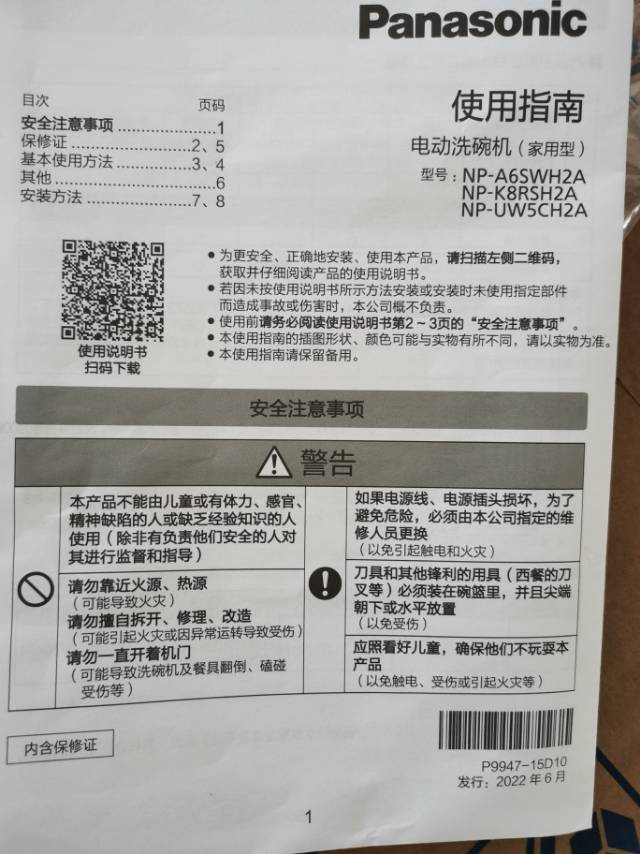 Panasonic
目次 页码
安全注意事项 ....................1
保修证 ........................2、5
基本使用方法 ................3、4
其他 ..............................6
安装方法 ......................7、8
使用指南
电动洗碗机（家用型）
型号：NP-A6SWH2A
NP-K8RSH2A
NP-UW5CH2A
使用说明书
扫码下载
● 为更安全、正确地安装、使用本产品，请扫描左侧二维码，
获取并仔细阅读产品的使用说明书。
● 若因未按使用说明书所示方法安装或安装时未使用指定部件
而造成事故或伤害时，本公司概不负责。
● 使用前请务必阅读使用说明书第2～3页的“安全注意事项”。
● 本使用指南的插图形状、颜色可能与实物有所不同，请以实物为准。
● 本使用指南请保留备用。
安全注意事项
警告
本产品不能由儿童或有体力、感官、
精神缺陷的人或缺乏经验知识的人
使用（除非有负责他们安全的人对
其进行监督和指导）
请勿靠近火源、热源
（可能导致火灾）
请勿擅自拆开、修理、改造
（可能引起火灾或因异常运转导致受伤）
请勿一直开着机门
（可能导致洗碗机及餐具翻倒、磕碰
受伤等）
如果电源线、电源插头损坏，为了
避免危险，必须由本公司指定的维
修人员更换
（以免引起触电和火灾）
刀具和其他锋利的用具（西餐的刀
叉等）必须装在碗篮里，并且尖端
朝下或水平放置
（以免受伤）
应照看好儿童，确保他们不玩耍本
产品
（以免触电、受伤或引起火灾等）
内含保修证
P9947-15D10
发行：2022年6月
1